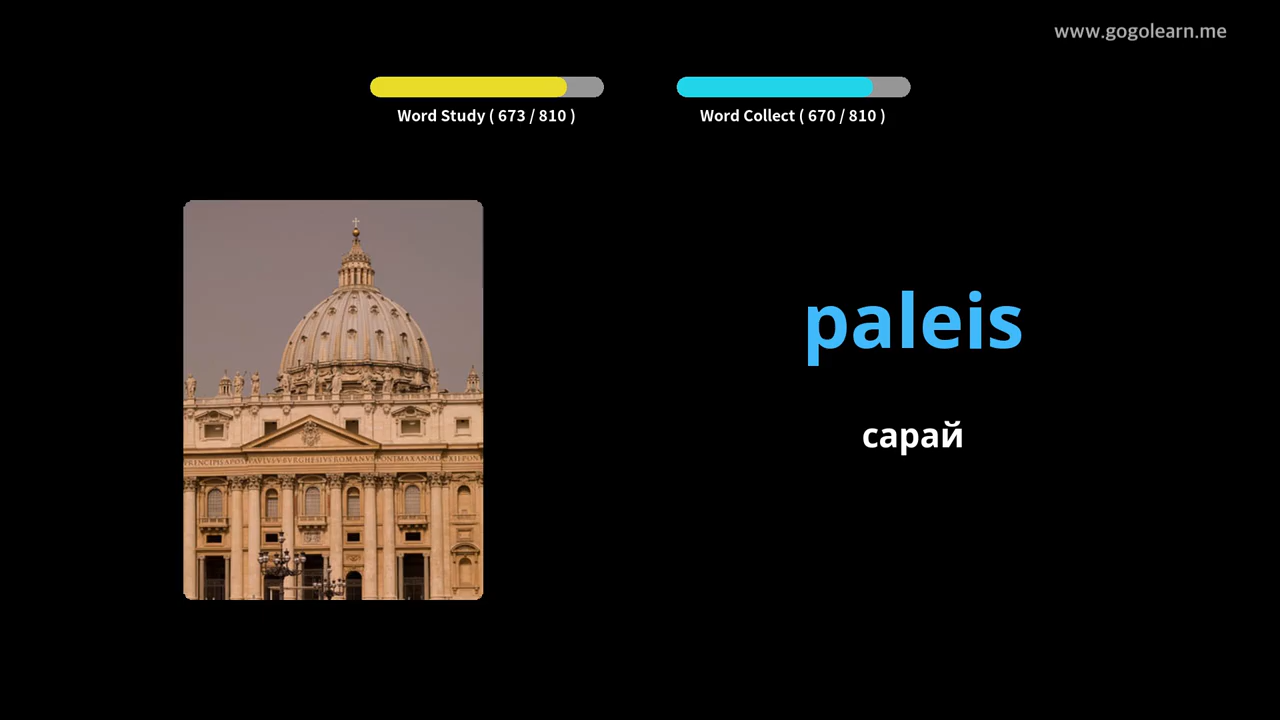 www.gogolearn.me
Word Study ( 673 / 810 )
Word Collect ( 670 / 810 )
paleis
сарай